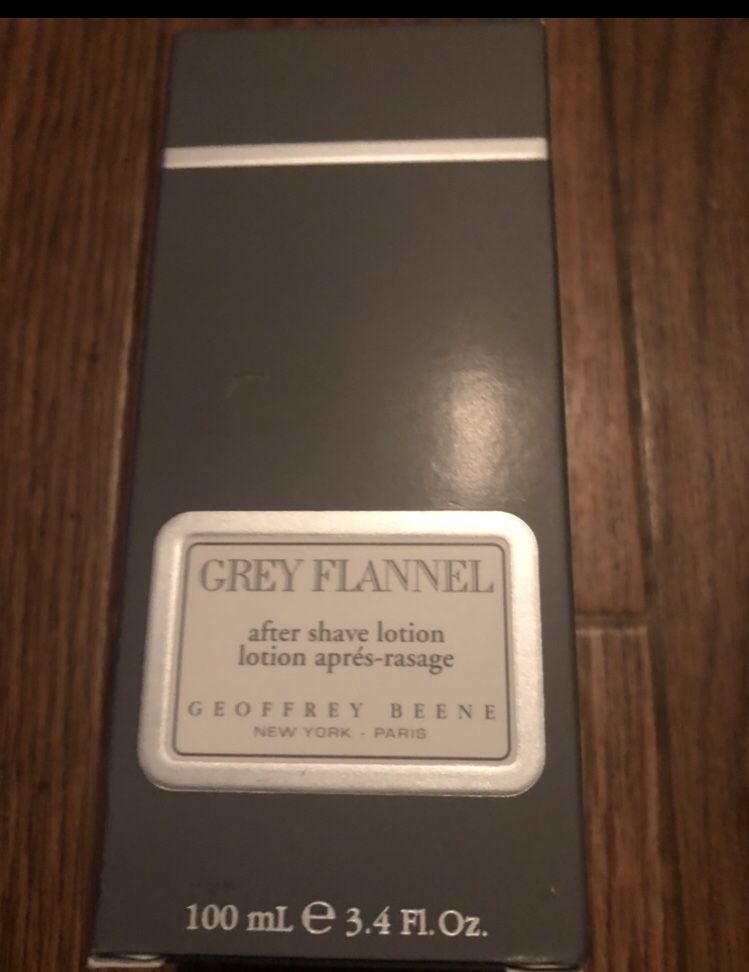 GREY FLANNEL
after shave lotion
lotion aprés-rasage
GEOFFREY BEENE
NEW YORK - PARIS
100 mL ℮ 3.4 Fl.Oz.